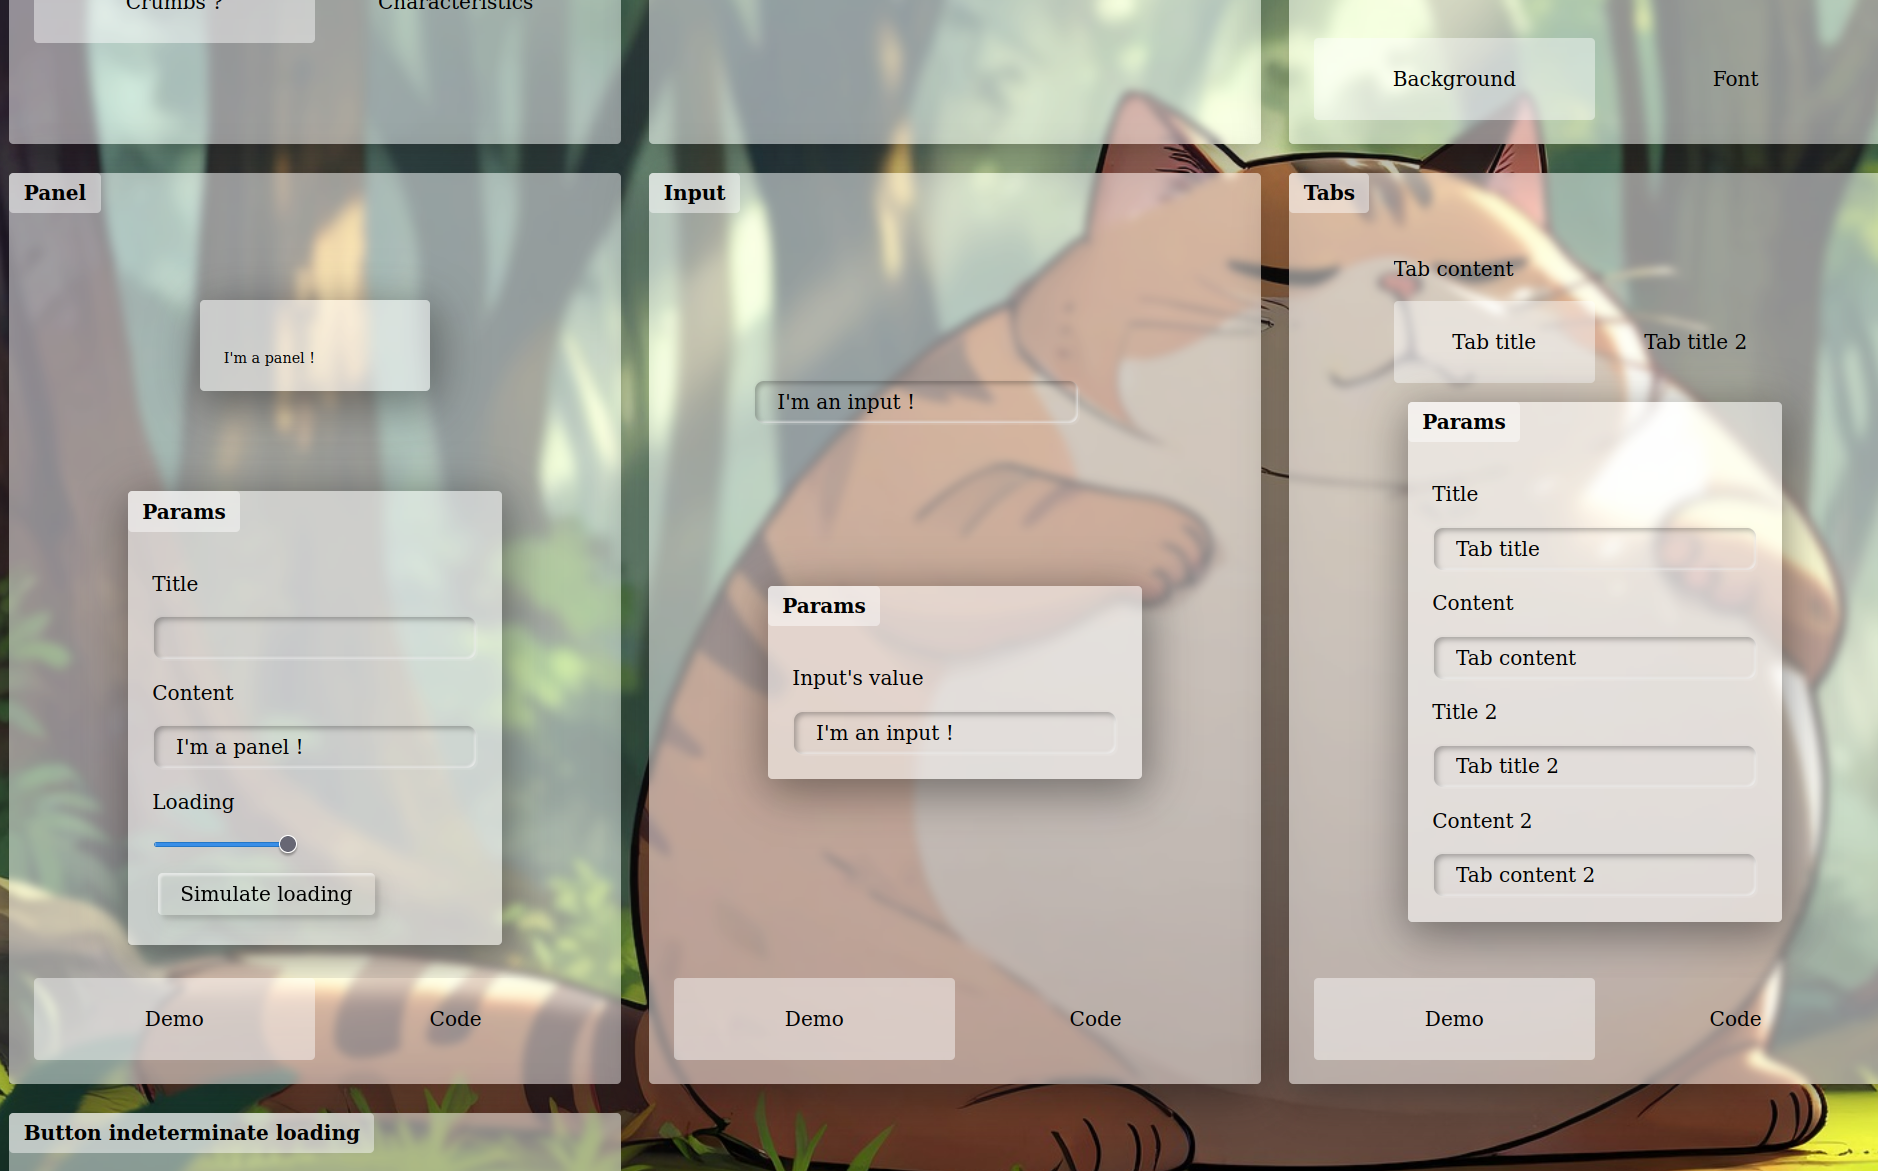 Crumbs ?
Characteristics
Background
Font
Panel
I'm a panel !
Params
Title
Content
I'm a panel !
Loading
Simulate loading
Demo
Code
Input
I'm an input !
Params
Input's value
I'm an input !
Demo
Code
Tabs
Tab content
Tab title
Tab title 2
Params
Title
Tab title
Content
Tab content
Title 2
Tab title 2
Content 2
Tab content 2
Demo
Code
Button indeterminate loading